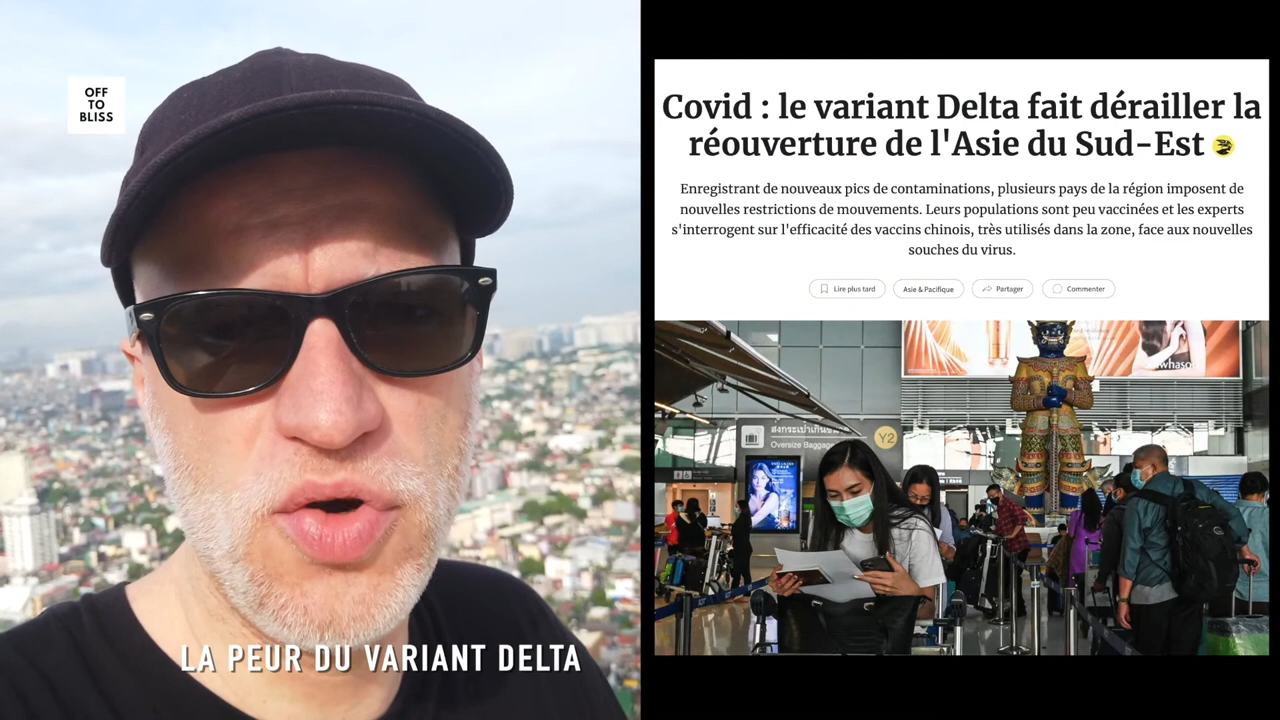 OFF
TO
BLISS
LA PEUR DU VARIANT DELTA
Covid : le variant Delta fait dérailler la
réouverture de l'Asie du Sud-Est
Enregistrant de nouveaux pics de contaminations, plusieurs pays de la région imposent de
nouvelles restrictions de mouvements. Leurs populations sont peu vaccinées et les experts
s'interrogent sur l'efficacité des vaccins chinois, très utilisés dans la zone, face aux nouvelles
souches du virus.
Lire plus tard
Asie & Pacifique
Partager
Commenter
whasoo
Y2
Oversize Baggage